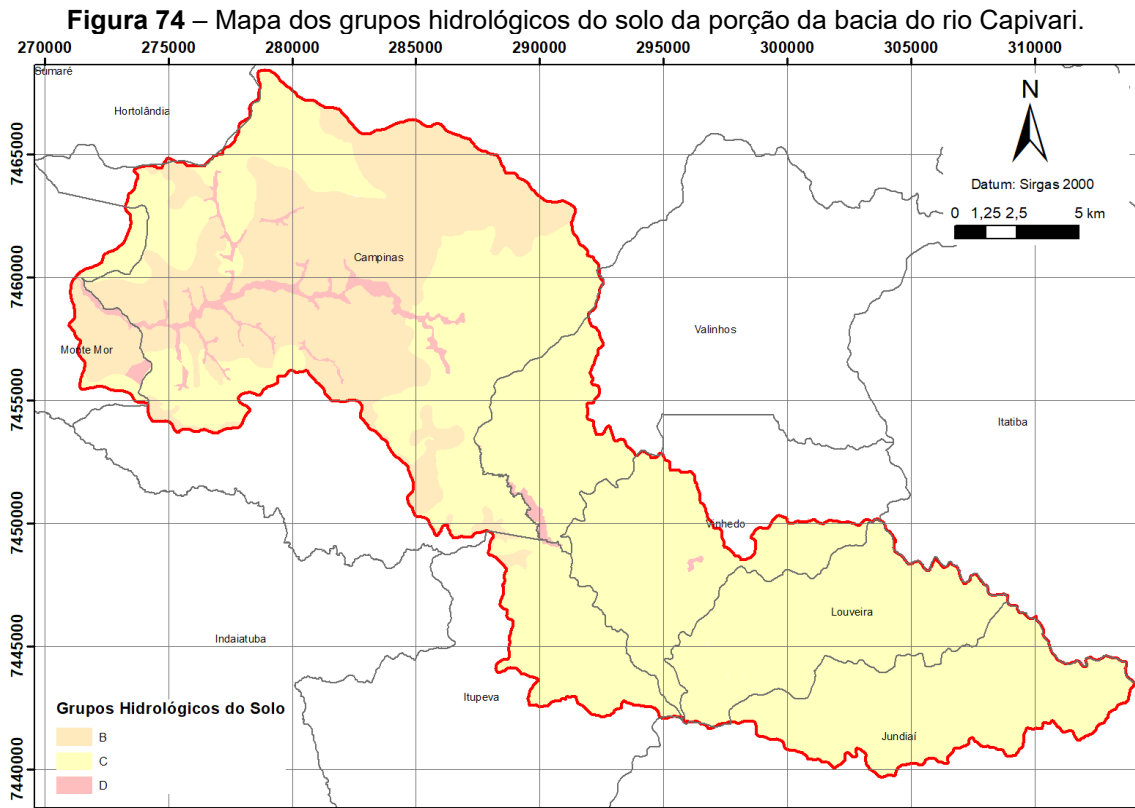 Figura 74 – Mapa dos grupos hidrológicos do solo da porção da bacia do rio Capivari.
270000 275000 280000 285000 290000 295000 300000 305000 310000
Sumaré
Hortolândia
N
7465000
Datum: Sirgas 2000
0 1,25 2,5 5 km
Campinas
7460000
Valinhos
Monte Mor
7455000
Itatiba
7450000
Vinhedo
Louveira
Indaiatuba
7445000
Itupeva
Grupos Hidrológicos do Solo
B
Jundiaí
C
7440000
D